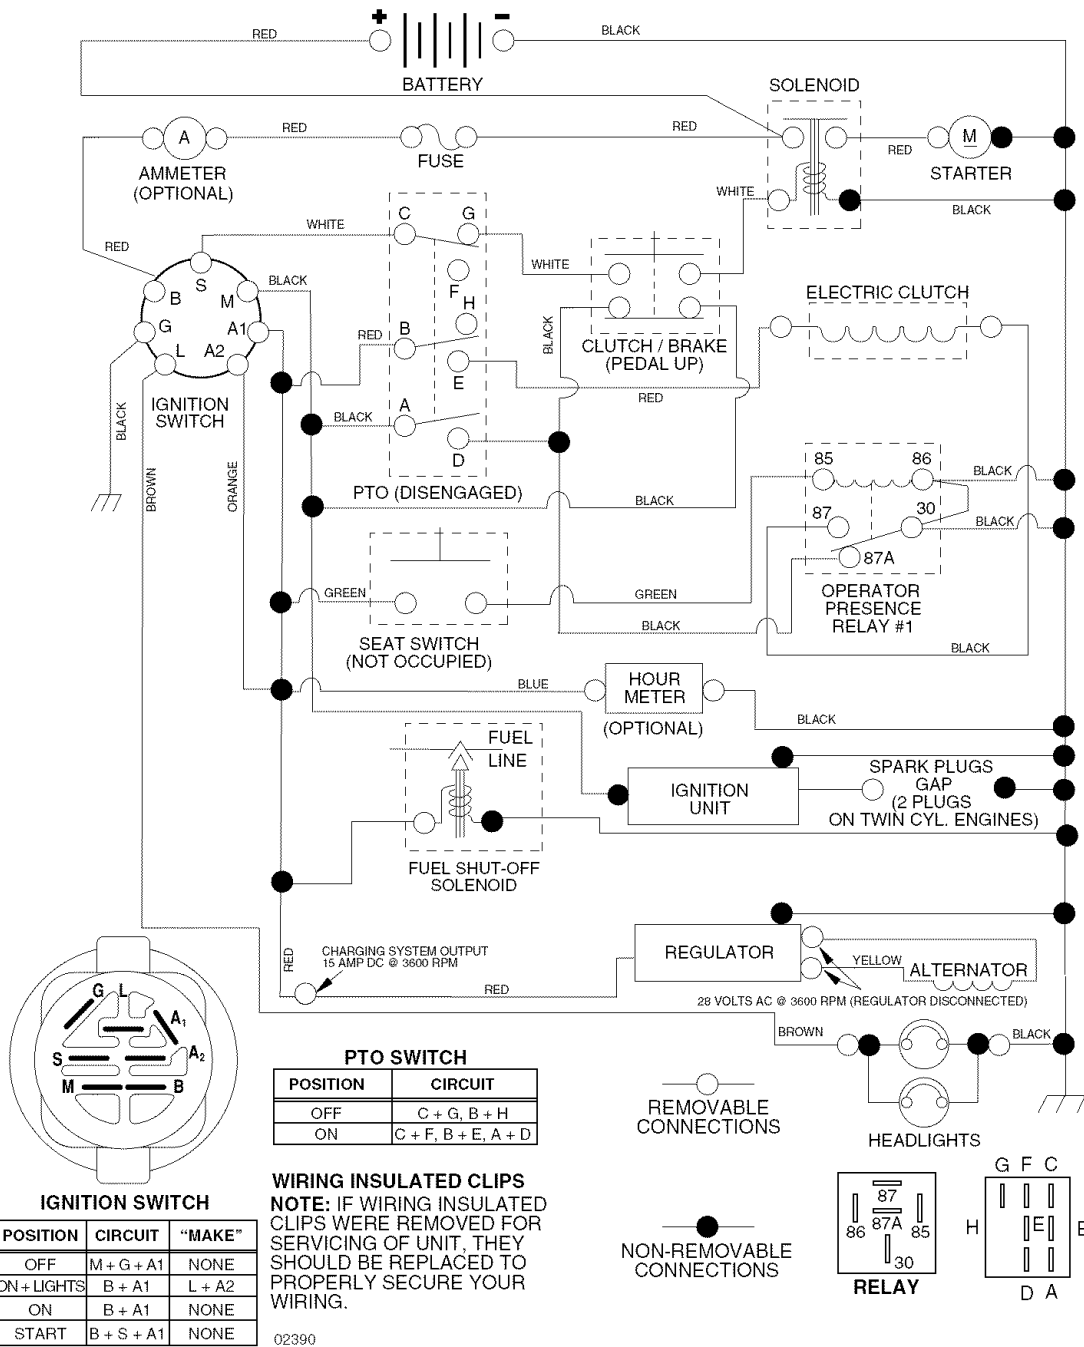 + −
RED
BLACK
BATTERY
SOLENOID
A
RED
RED
FUSE
AMMETER
(OPTIONAL)
RED
M
STARTER
WHITE
BLACK
C G
WHITE
RED
S
WHITE
F
B
M
BLACK
H
ELECTRIC CLUTCH
G
A1
RED
B
BLACK
CLUTCH / BRAKE
(PEDAL UP)
L A2
E
RED
IGNITION
SWITCH
BLACK
A
BLACK
D
85 86
BLACK
BROWN
ORANGE
PTO (DISENGAGED)
BLACK
87 30
BLACK
87A
GREEN
GREEN
OPERATOR
PRESENCE
RELAY #1
BLACK
SEAT SWITCH
(NOT OCCUPIED)
BLACK
BLUE
HOUR
METER
(OPTIONAL)
BLACK
FUEL
LINE
IGNITION
UNIT
SPARK PLUGS
GAP
(2 PLUGS
ON TWIN CYL. ENGINES)
FUEL SHUT-OFF
SOLENOID
RED
CHARGING SYSTEM OUTPUT
15 AMP DC @ 3600 RPM
RED
REGULATOR
YELLOW
ALTERNATOR
28 VOLTS AC @ 3600 RPM (REGULATOR DISCONNECTED)
BROWN
BLACK
HEADLIGHTS
G L
A1
A2
S
M B
PTO SWITCH
POSITION CIRCUIT
OFF C + G, B + H
ON C + F, B + E, A + D
REMOVABLE
CONNECTIONS
WIRING INSULATED CLIPS
NOTE: IF WIRING INSULATED
CLIPS WERE REMOVED FOR
SERVICING OF UNIT, THEY
SHOULD BE REPLACED TO
PROPERLY SECURE YOUR
WIRING.
NON-REMOVABLE
CONNECTIONS
87
86 87A 85
30
RELAY
G F C
H E B
D A
IGNITION SWITCH
POSITION CIRCUIT “MAKE”
OFF M + G + A1 NONE
ON + LIGHTS B + A1 L + A2
ON B + A1 NONE
START B + S + A1 NONE
02390